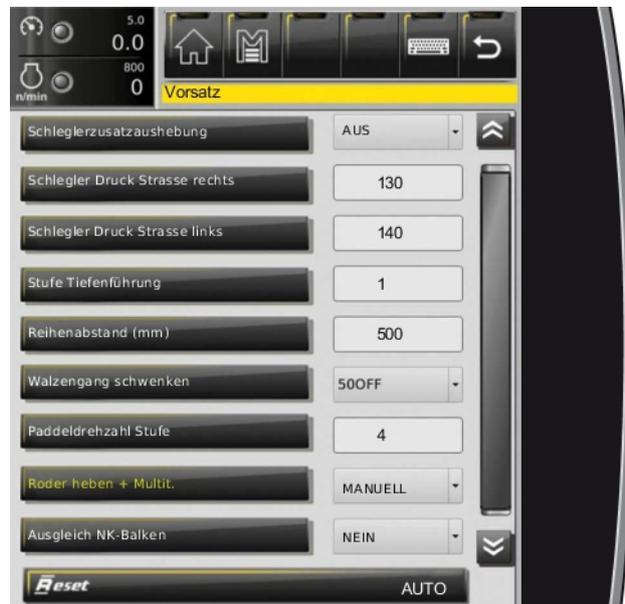 5.0
0.0
800
n/min 0
Vorsatz
Schleglerzusatzaushebung AUS
Schlegler Druck Strasse rechts 130
Schlegler Druck Strasse links 140
Stufe Tiefenführung 1
Reihenabstand (mm) 500
Walzengang schwenken 50OFF
Paddeldrehzahl Stufe 4
Roder heben + Multit. MANUELL
Ausgleich NK-Balken NEIN
Reset AUTO